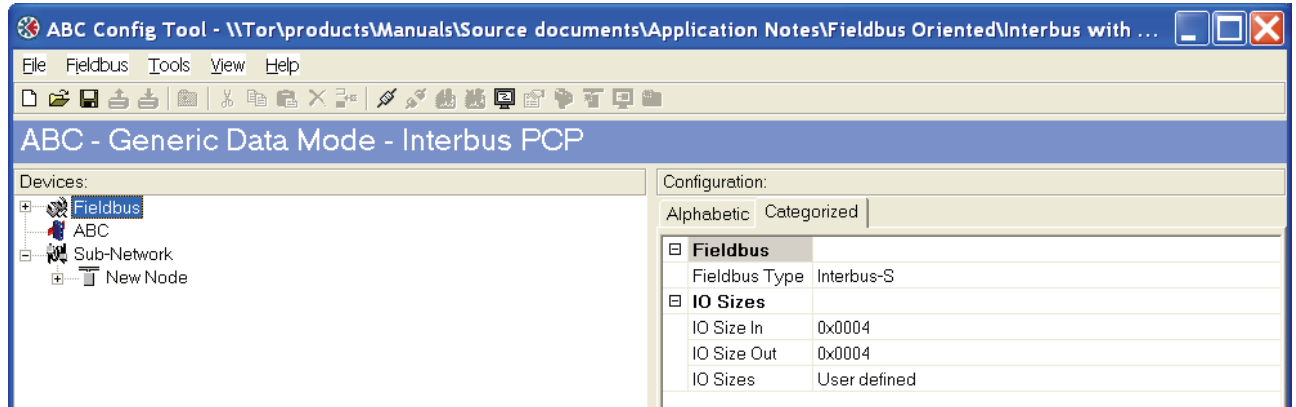 ABC Config Tool - \\Tor\products\Manuals\Source documents\Application Notes\Fieldbus Oriented\Interbus with ...
File Fieldbus Tools View Help
ABC - Generic Data Mode - Interbus PCP
Devices:
Fieldbus
ABC
Sub-Network
New Node
Configuration:
Alphabetic Categorized
Fieldbus
Fieldbus Type Interbus-S
IO Sizes
IO Size In 0x0004
IO Size Out 0x0004
IO Sizes User defined